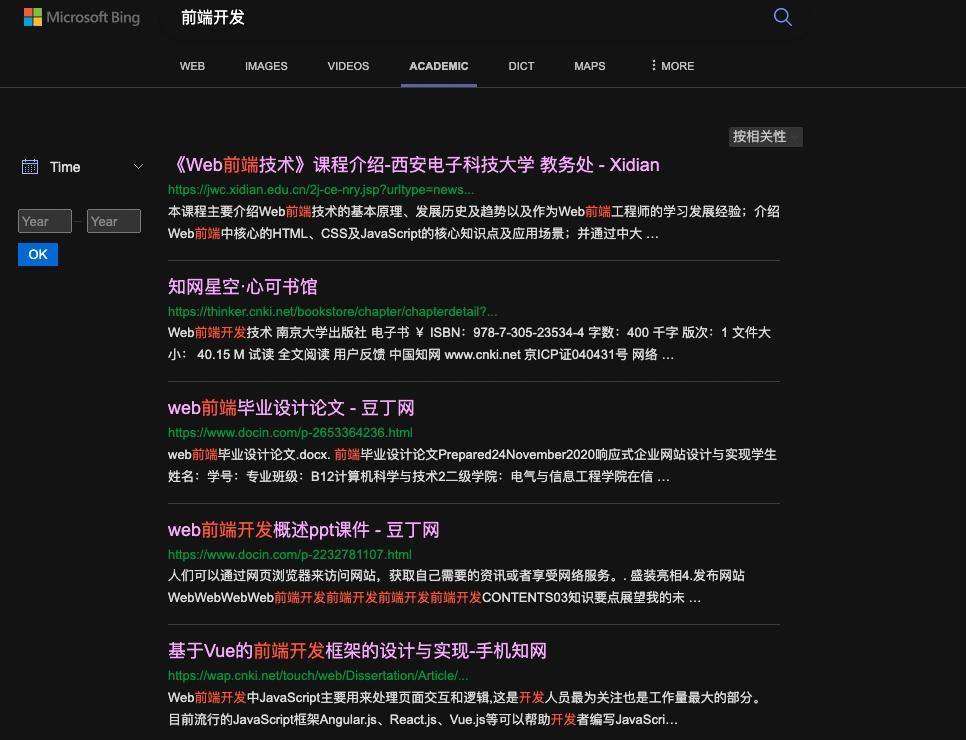 Microsoft Bing
前端开发
WEB IMAGES VIDEOS ACADEMIC DICT MAPS MORE
按相关性
Time
Year – Year
OK
《Web前端技术》课程介绍-西安电子科技大学 教务处 - Xidian
https://jwc.xidian.edu.cn/2j-ce-nry.jsp?urltype=news...
本课程主要介绍Web前端技术的基本原理、发展历史及趋势以及作为Web前端工程师的学习发展经验；介绍
Web前端中核心的HTML、CSS及JavaScript的核心知识点及应用场景；并通过中大 …
知网星空·心可书馆
https://thinker.cnki.net/bookstore/chapter/chapterdetail?...
Web前端开发技术 南京大学出版社 电子书 ￥ ISBN：978-7-305-23534-4 字数：400 千字 版次：1 文件大
小： 40.15 M 试读 全文阅读 用户反馈 中国知网 www.cnki.net 京ICP证040431号 网络 …
web前端毕业设计论文 - 豆丁网
https://www.docin.com/p-2653364236.html
web前端毕业设计论文.docx. 前端毕业设计论文Prepared24November2020响应式企业网站设计与实现学生
姓名：学号：专业班级：B12计算机科学与技术2二级学院：电气与信息工程学院在信 …
web前端开发概述ppt课件 - 豆丁网
https://www.docin.com/p-2232781107.html
人们可以通过网页浏览器来访问网站，获取自己需要的资讯或者享受网络服务。. 盛装亮相4.发布网站
WebWebWebWeb前端开发前端开发前端开发前端开发CONTENTS03知识要点展望我的未 …
基于Vue的前端开发框架的设计与实现-手机知网
https://wap.cnki.net/touch/web/Dissertation/Article/...
Web前端开发中JavaScript主要用来处理页面交互和逻辑,这是开发人员最为关注也是工作量最大的部分。
目前流行的JavaScript框架Angular.js、React.js、Vue.js等可以帮助开发者编写JavaScri…